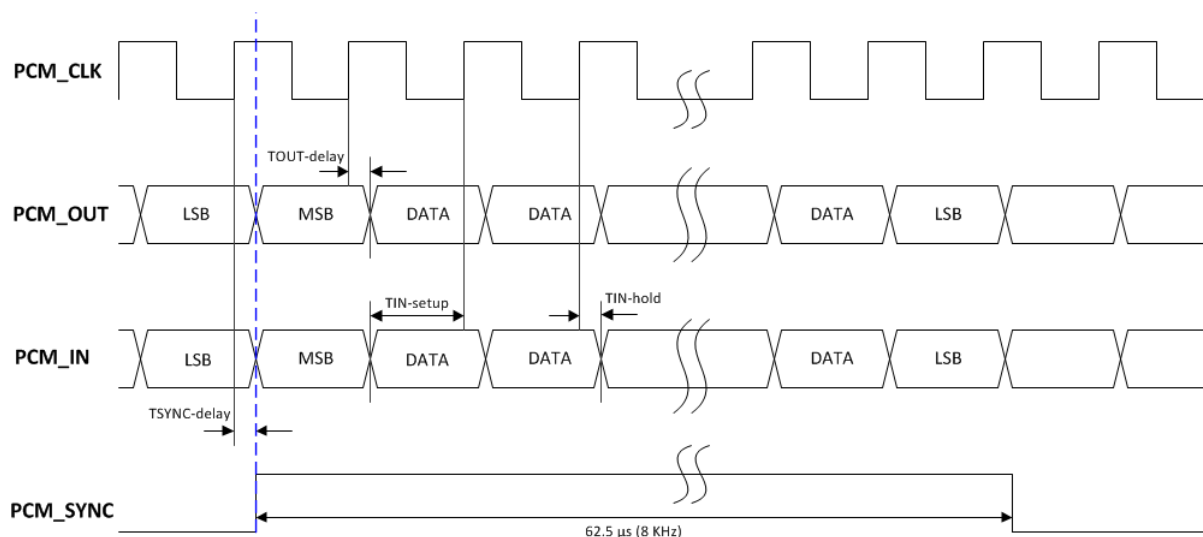 PCM_CLK
TOUT-delay
PCM_OUT
LSB
MSB
DATA
DATA
DATA
LSB
TIN-setup
TIN-hold
PCM_IN
LSB
MSB
DATA
DATA
DATA
LSB
TSYNC-delay
PCM_SYNC
62.5 µs (8 KHz)